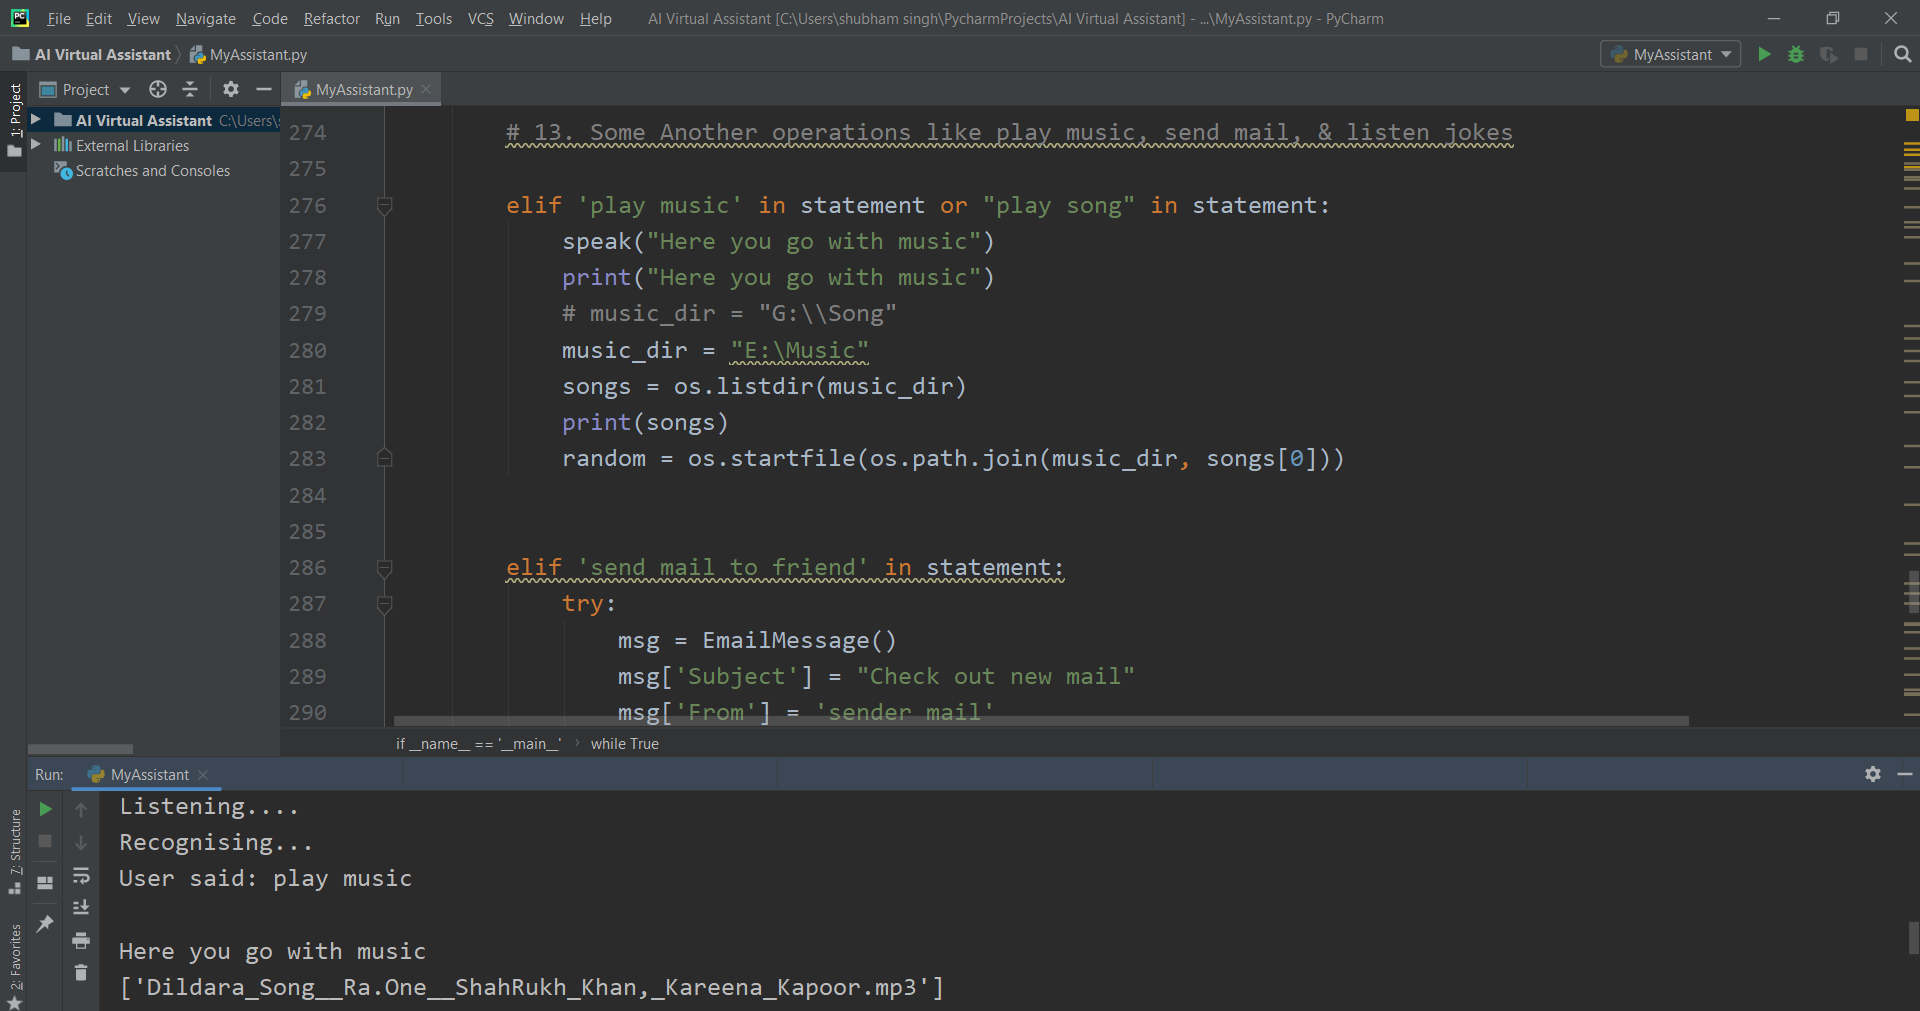 PC File Edit View Navigate Code Refactor Run Tools VCS Window Help AI Virtual Assistant [C:\Users\shubham singh\PycharmProjects\AI Virtual Assistant] - ...\MyAssistant.py - PyCharm
AI Virtual Assistant MyAssistant.py MyAssistant
1: Project
Project MyAssistant.py
AI Virtual Assistant C:\Users\s
External Libraries
Scratches and Consoles
274 # 13. Some Another operations like play music, send mail, & listen jokes
275
276 elif 'play music' in statement or "play song" in statement:
277 speak("Here you go with music")
278 print("Here you go with music")
279 # music_dir = "G:\\Song"
280 music_dir = "E:\Music"
281 songs = os.listdir(music_dir)
282 print(songs)
283 random = os.startfile(os.path.join(music_dir, songs[0]))
284
285
286 elif 'send mail to friend' in statement:
287 try:
288 msg = EmailMessage()
289 msg['Subject'] = "Check out new mail"
290 msg['From'] = 'sender mail'
if __name__ == '__main__' › while True
Run: MyAssistant
7: Structure
2: Favorites
Listening....
Recognising...
User said: play music
Here you go with music
['Dildara_Song__Ra.One__ShahRukh_Khan,_Kareena_Kapoor.mp3']